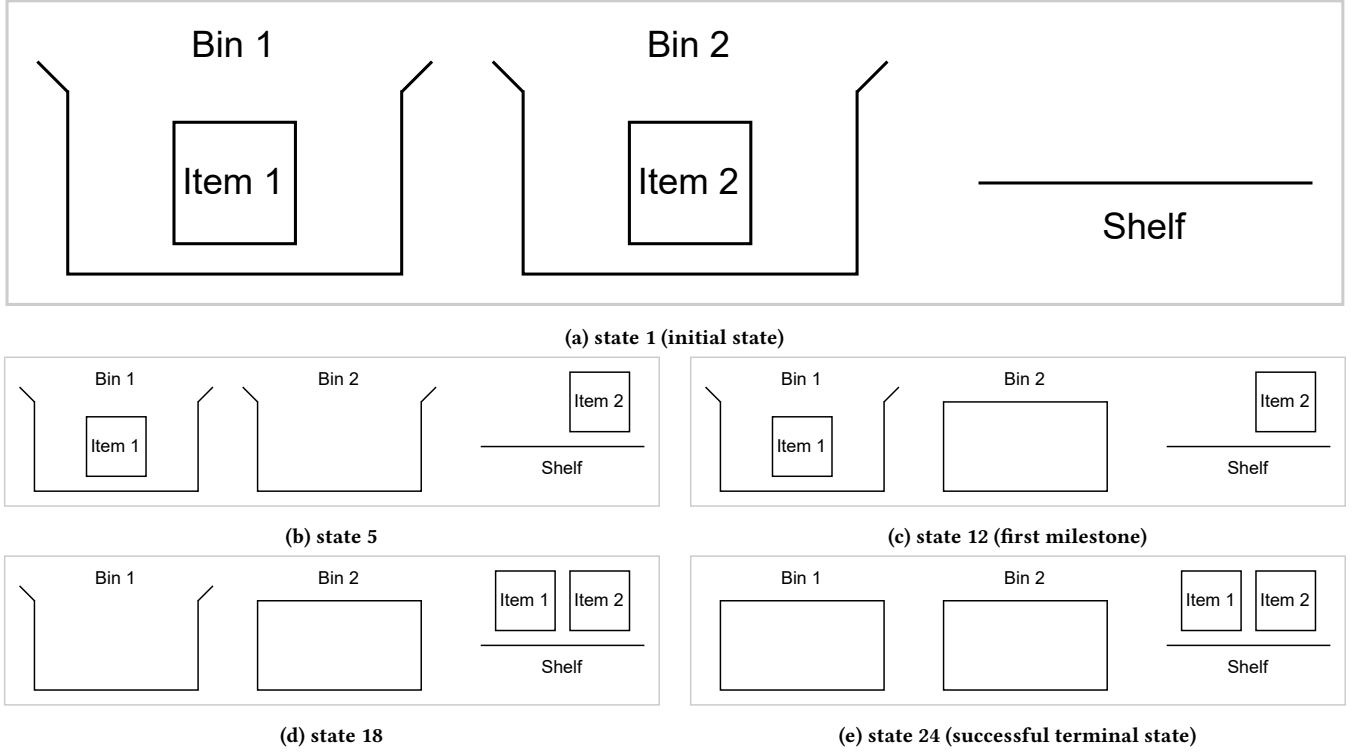 Bin 1
Bin 2
Item 1
Item 2
Shelf
(a) state 1 (initial state)
Bin 1
Bin 2
Item 2
Item 1
Shelf
(b) state 5
Bin 1
Bin 2
Item 2
Item 1
Shelf
(c) state 12 (first milestone)
Bin 1
Bin 2
Item 1
Item 2
Shelf
(d) state 18
Bin 1
Bin 2
Item 1
Item 2
Shelf
(e) state 24 (successful terminal state)